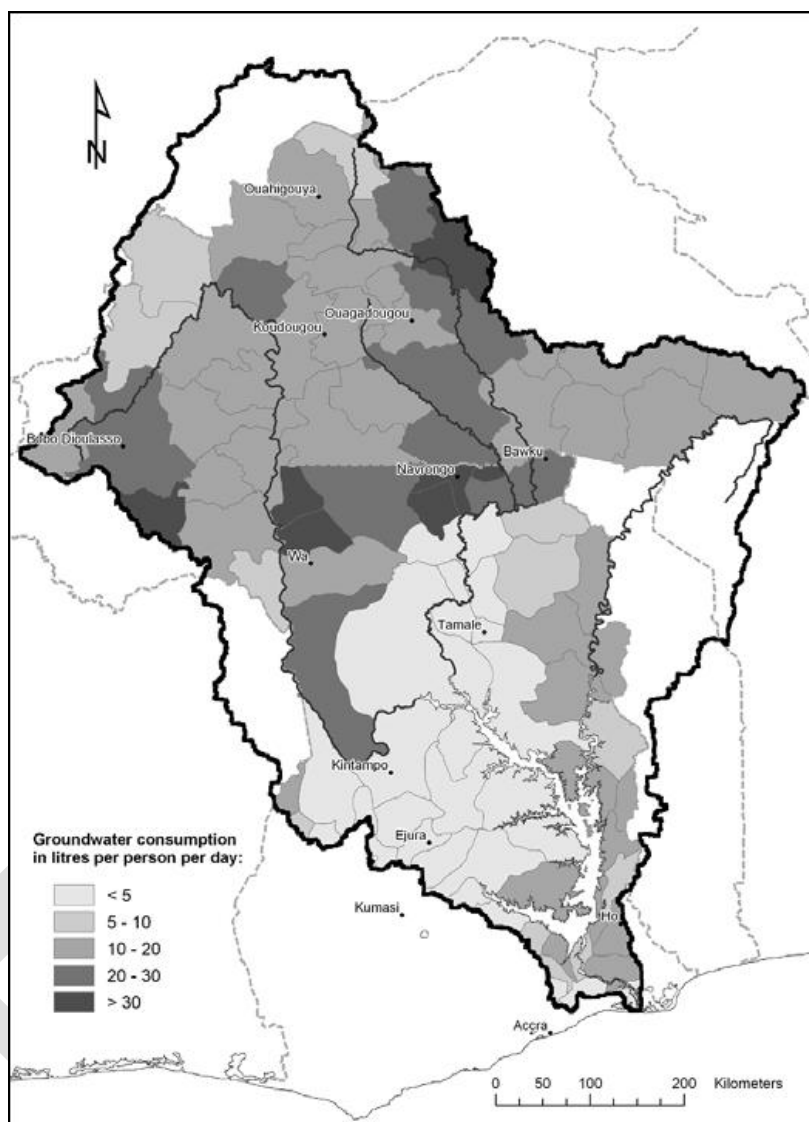 N
Ouahigouya
Ouagadougou
Koudougou
Bobo Dioulasso
Bawku
Navrongo
Wa
Tamale
Kintampo
Groundwater consumption
in litres per person per day:
Ejura
< 5
5 - 10
10 - 20
20 - 30
> 30
Kumasi
Ho
Accra
0 50 100 200 Kilometers